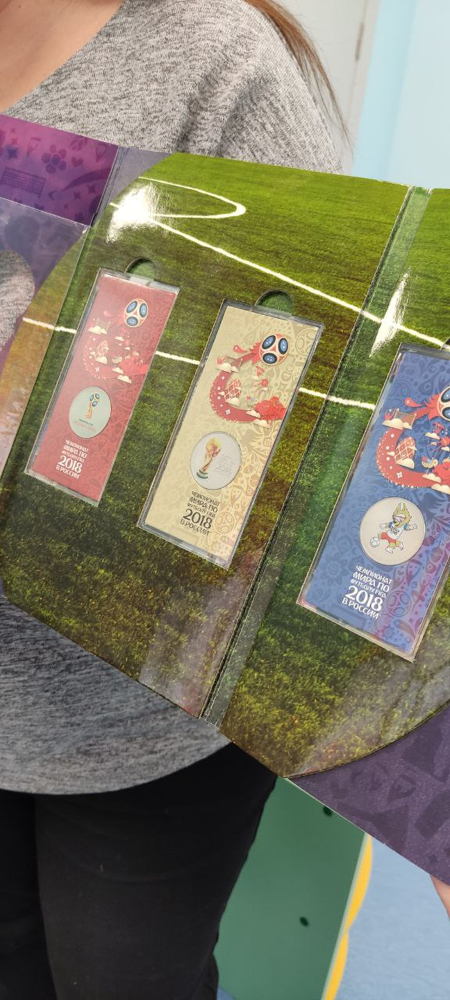 ЧЕМПИОНАТ
МИРА ПО
ФУТБОЛУ FIFA
2018
В РОССИИ
ЧЕМПИОНАТ
МИРА ПО
ФУТБОЛУ FIFA
2018
В РОССИИ
ЧЕМПИОНАТ
МИРА ПО
ФУТБОЛУ FIFA
2018
В РОССИИ